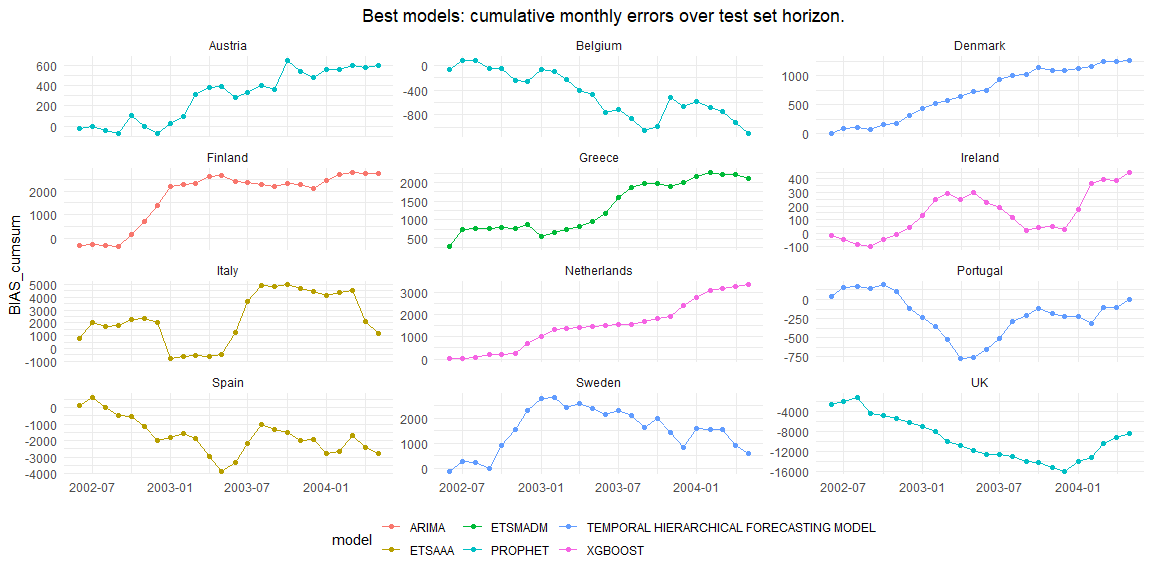 Best models: cumulative monthly errors over test set horizon.
Austria
Belgium
Denmark
600
400
200
0
0
-400
-800
1000
500
0
Finland
Greece
Ireland
2000
1000
0
2000
1500
1000
500
400
300
200
100
0
-100
Italy
Netherlands
Portugal
5000
4000
3000
2000
1000
0
-1000
3000
2000
1000
0
0
-250
-500
-750
Spain
Sweden
UK
0
-1000
-2000
-3000
-4000
2000
1000
0
-4000
-8000
-12000
-16000
2002-07
2003-01
2003-07
2004-01
2002-07
2003-01
2003-07
2004-01
2002-07
2003-01
2003-07
2004-01
BIAS_cumsum
model
ARIMA
ETSMADM
TEMPORAL HIERARCHICAL FORECASTING MODEL
ETSAAA
PROPHET
XGBOOST